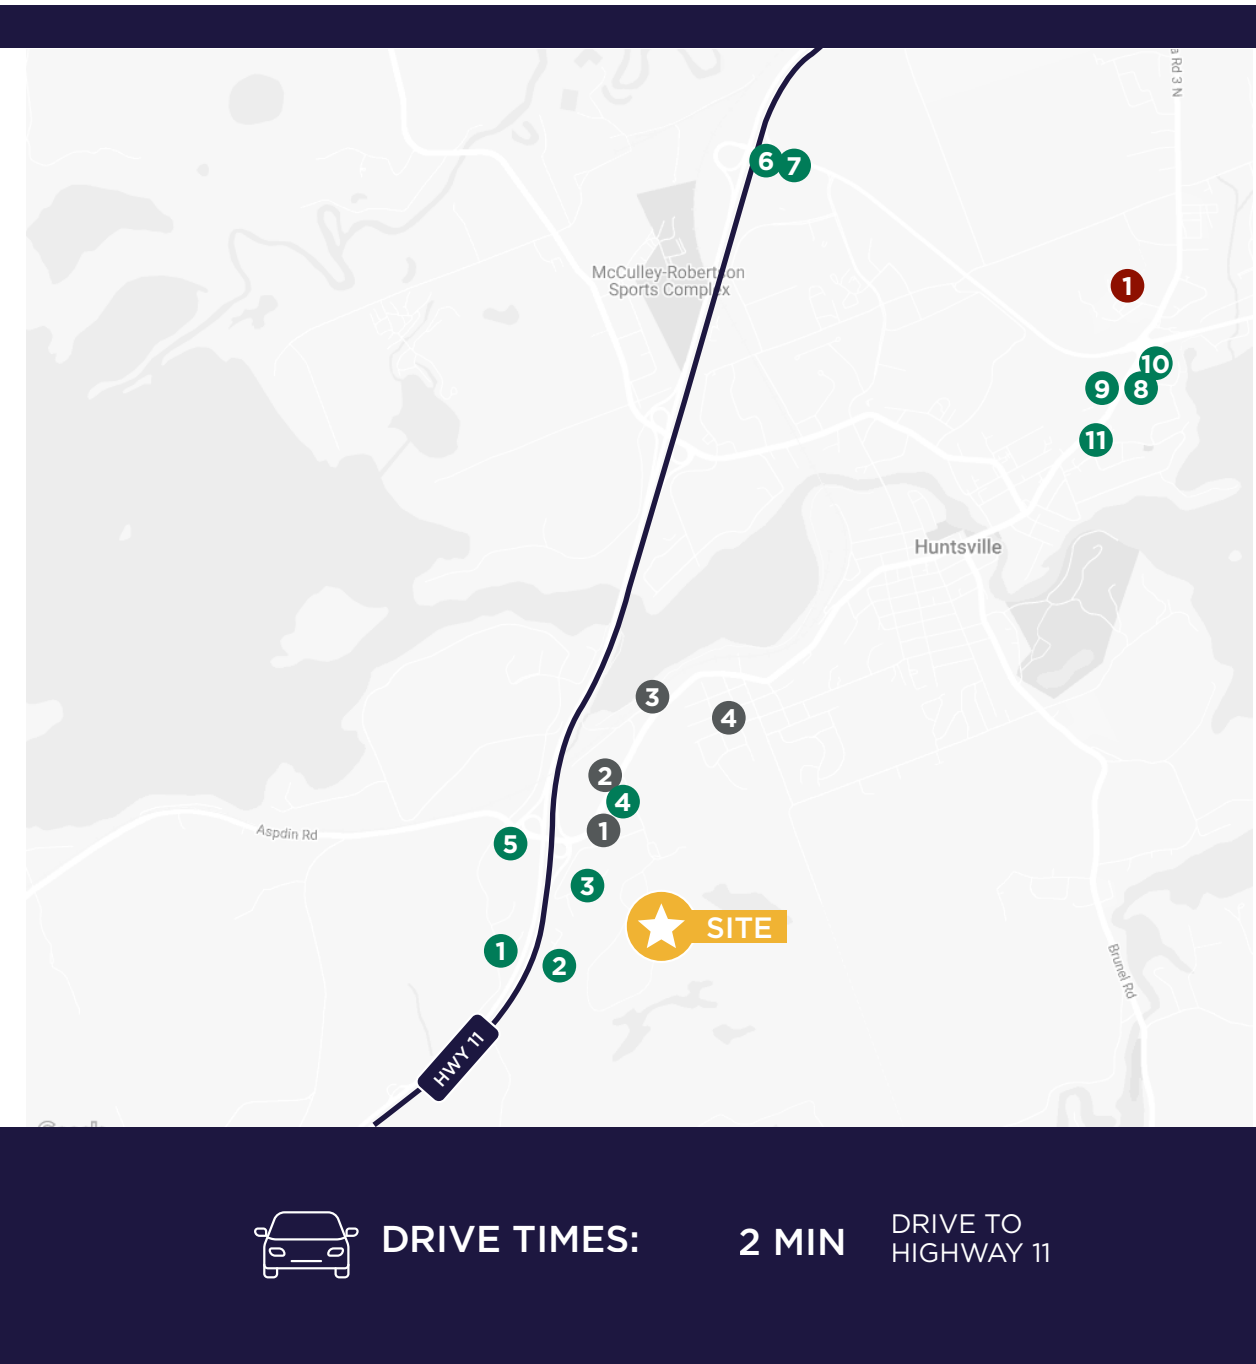 a Rd 3 N
6
7
McCulley-Robertson
Sports Complex
1
10
9
8
11
Huntsville
3
4
2
4
1
Aspdin Rd
5
3
SITE
1
2
Brunel Rd
HWY 11
DRIVE TIMES:
2 MIN
DRIVE TO
HIGHWAY 11